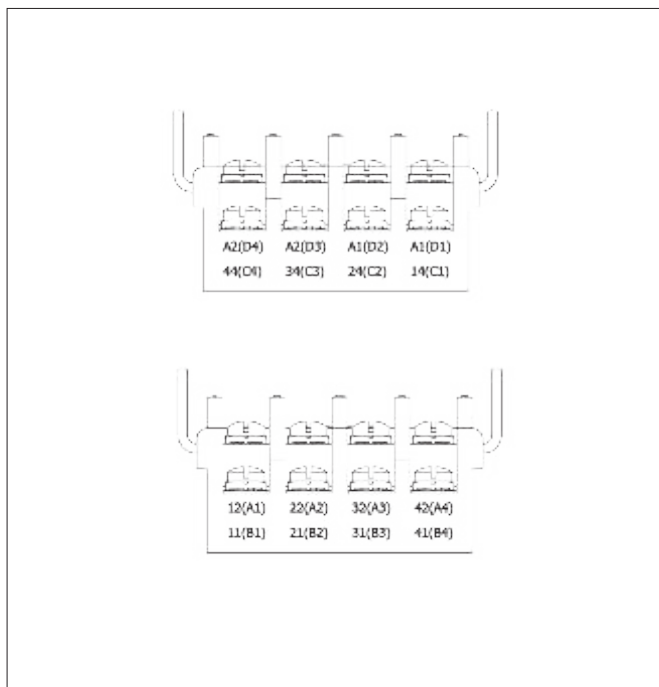 A2(D4) A2(D3) A1(D2) A1(D1)
44(C4) 34(C3) 24(C2) 14(C1)
12(A1) 22(A2) 32(A3) 42(A4)
11(B1) 21(B2) 31(B3) 41(B4)